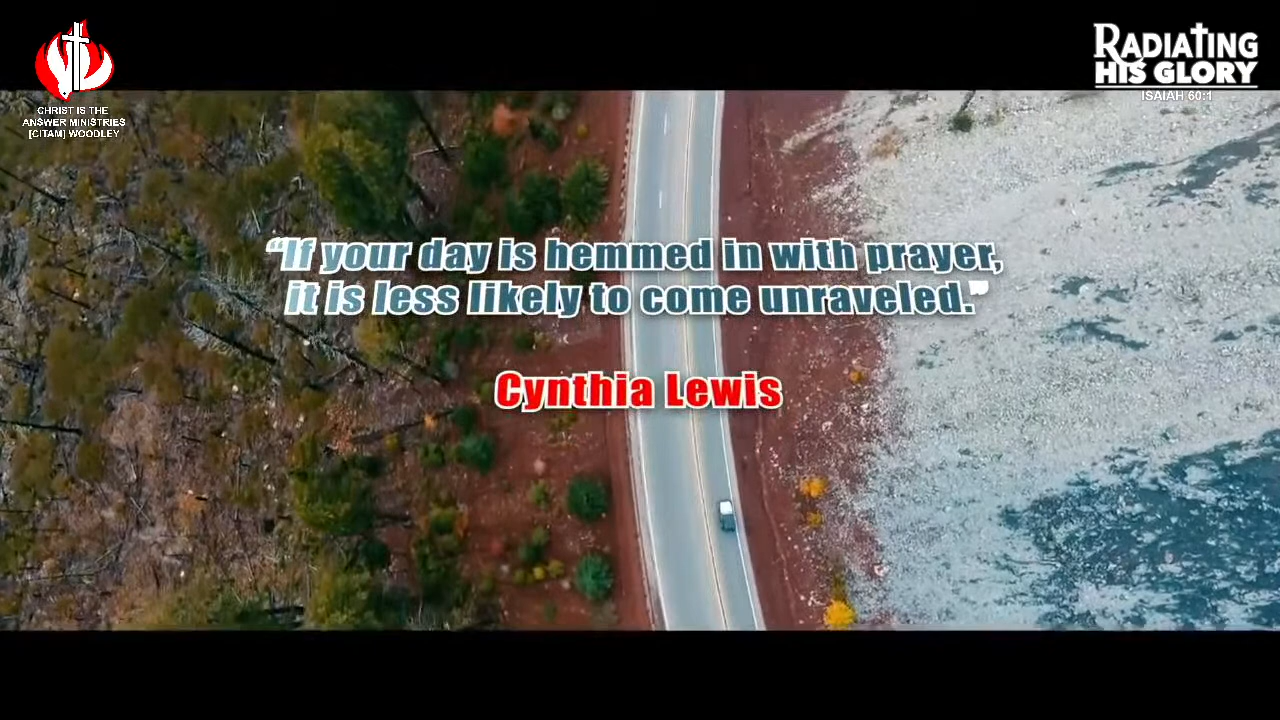 CHRIST IS THE
ANSWER MINISTRIES
[CITAM] WOODLEY
RADIATING
HIS GLORY
ISAIAH 60:1
“If your day is hemmed in with prayer,
it is less likely to come unraveled.”
Cynthia Lewis